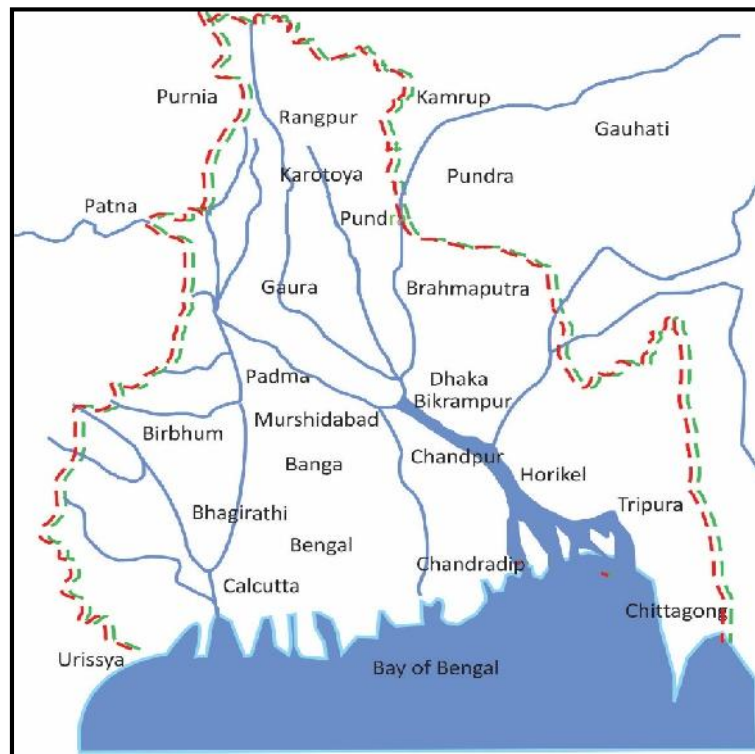 Purnia
Kamrup
Rangpur
Gauhati
Karotoya
Pundra
Patna
Pundra
Gaura
Brahmaputra
Padma
Dhaka
Bikrampur
Murshidabad
Birbhum
Chandpur
Banga
Horikel
Tripura
Bhagirathi
Bengal
Chandradip
Calcutta
Chittagong
Urissya
Bay of Bengal